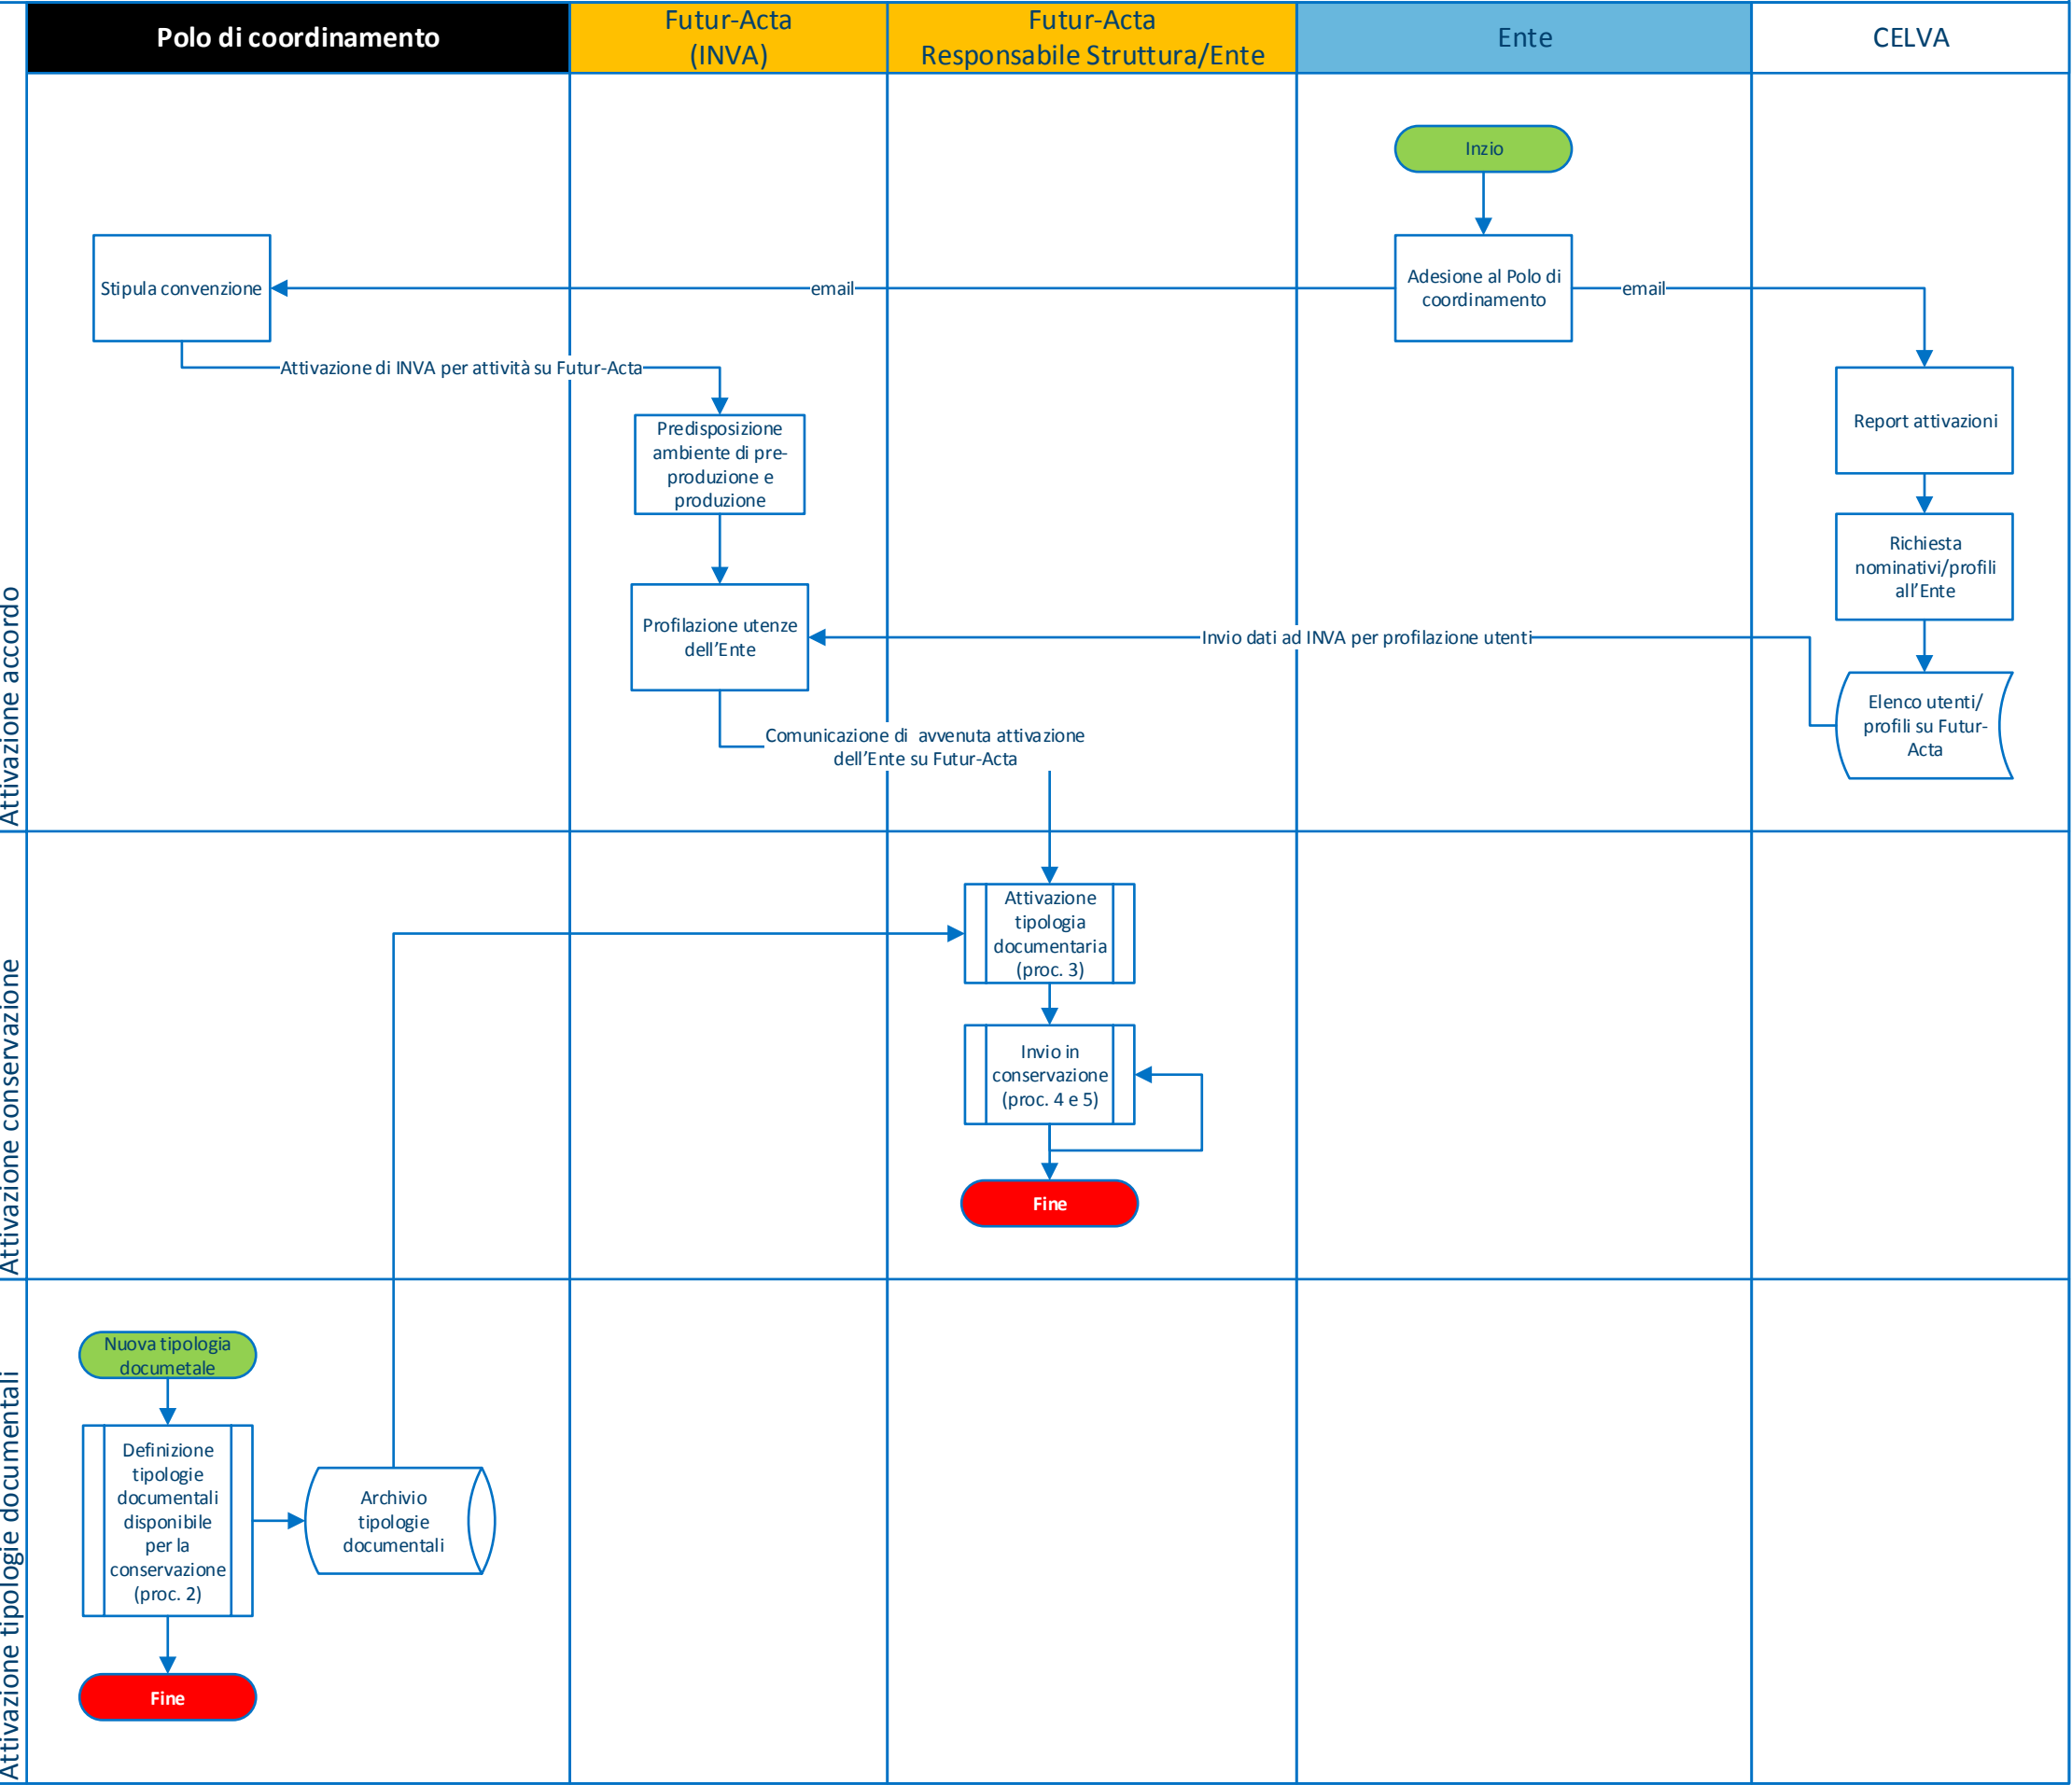 Polo di coordinamento
Futur-Acta
(INVA)
Futur-Acta
Responsabile Struttura/Ente
Ente
CELVA
Attivazione accordo
Inzio
Stipula convenzione
email
Adesione al Polo di
coordinamento
email
Attivazione di INVA per attività su Futur-Acta
Report attivazioni
Predisposizione
ambiente di pre-
produzione e
produzione
Richiesta
nominativi/profili
all'Ente
Profilazione utenze
dell'Ente
Invio dati ad INVA per profilazione utenti
Elenco utenti/
profili su Futur-
Acta
Comunicazione di  avvenuta attivazione
dell'Ente su Futur-Acta
Attivazione conservazione
Attivazione
tipologia
documentaria
(proc. 3)
Invio in
conservazione
(proc. 4 e 5)
Fine
Attivazione tipologie documentali
Nuova tipologia
documetale
Definizione
tipologie
documentali
disponibile
per la
conservazione
(proc. 2)
Archivio
tipologie
documentali
Fine